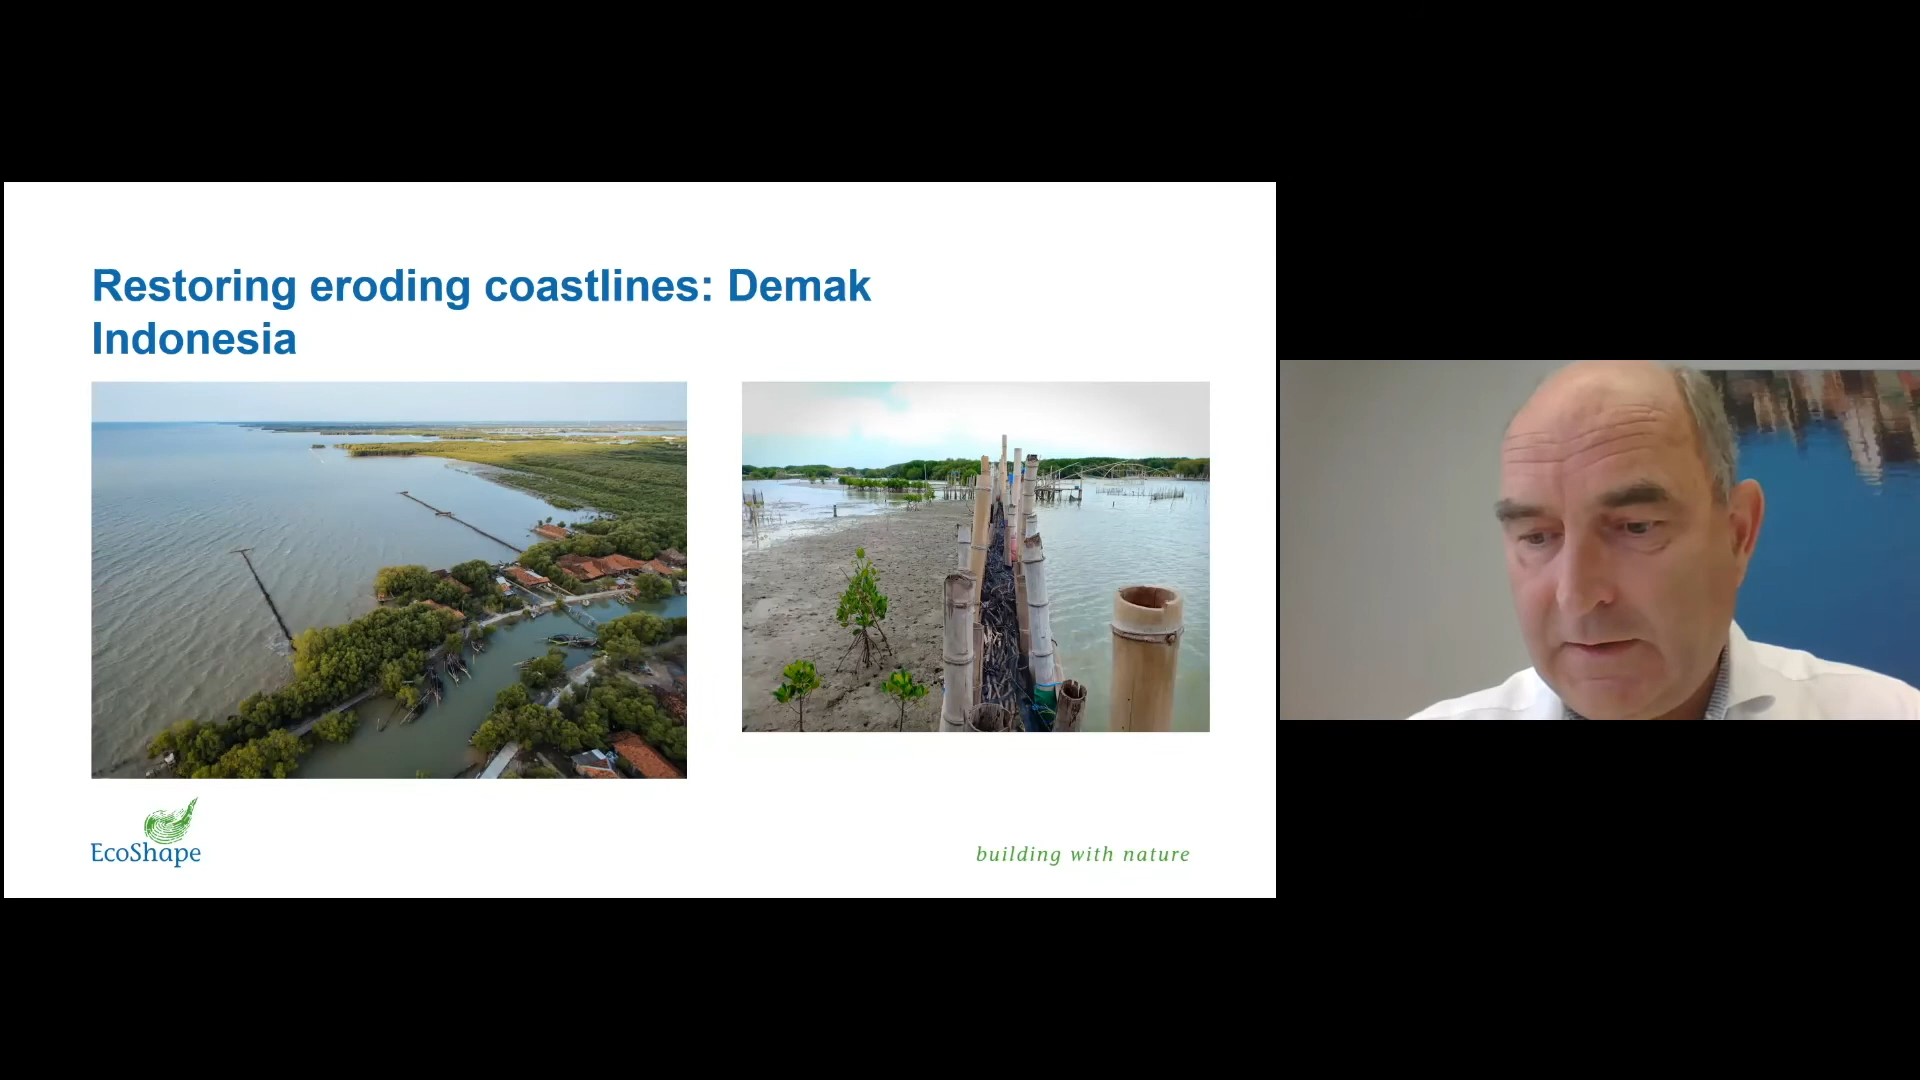 Restoring eroding coastlines: Demak
Indonesia
EcoShape
building with nature